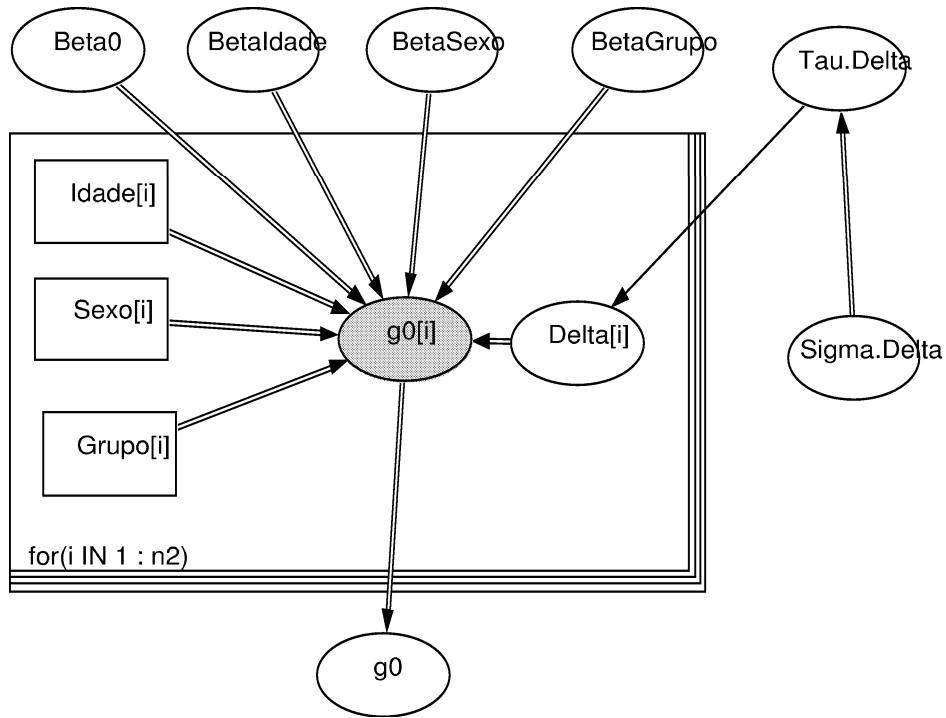 Beta0
BetaIdade
BetaSexo
BetaGrupo
Tau.Delta
Idade[i]
Sexo[i]
g0[i]
Delta[i]
Sigma.Delta
Grupo[i]
for(i IN 1 : n2)
g0